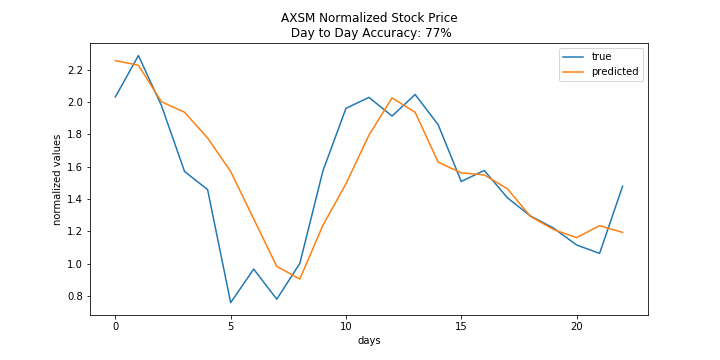 AXSM Normalized Stock Price
Day to Day Accuracy: 77%
true
predicted
normalized values
2.2
2.0
1.8
1.6
1.4
1.2
1.0
0.8
0
5
10
15
20
days